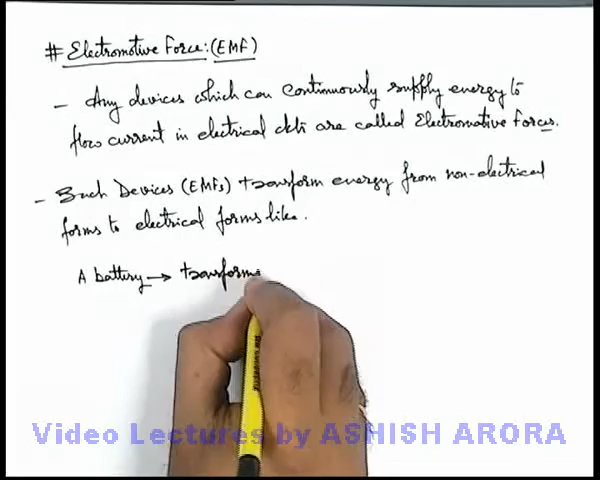 # Electromotive Force:(EMF)
- Any devices which can continuously supply energy to
flow current in electrical ckts are called Electromotive Forces.
- Such Devices (EMFs) transform energy from non-electrical
forms to electrical forms like.
A battery → transforms
Video Lectures by ASHISH ARORA